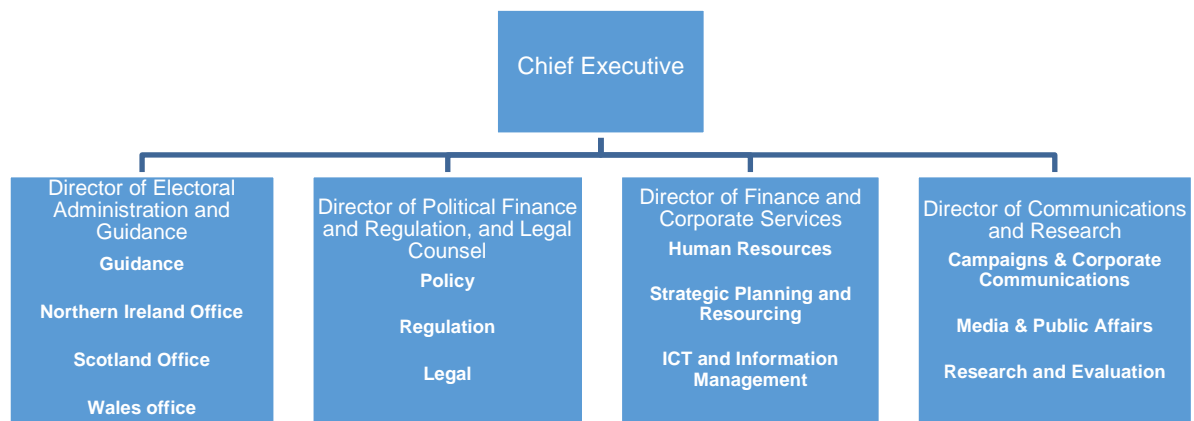 Chief Executive
Director of Electoral
Administration and
Guidance
Guidance
Northern Ireland Office
Scotland Office
Wales office
Director of Political Finance
and Regulation, and Legal
Counsel
Policy
Regulation
Legal
Director of Finance and
Corporate Services
Human Resources
Strategic Planning and
Resourcing
ICT and Information
Management
Director of Communications
and Research
Campaigns & Corporate
Communications
Media & Public Affairs
Research and Evaluation